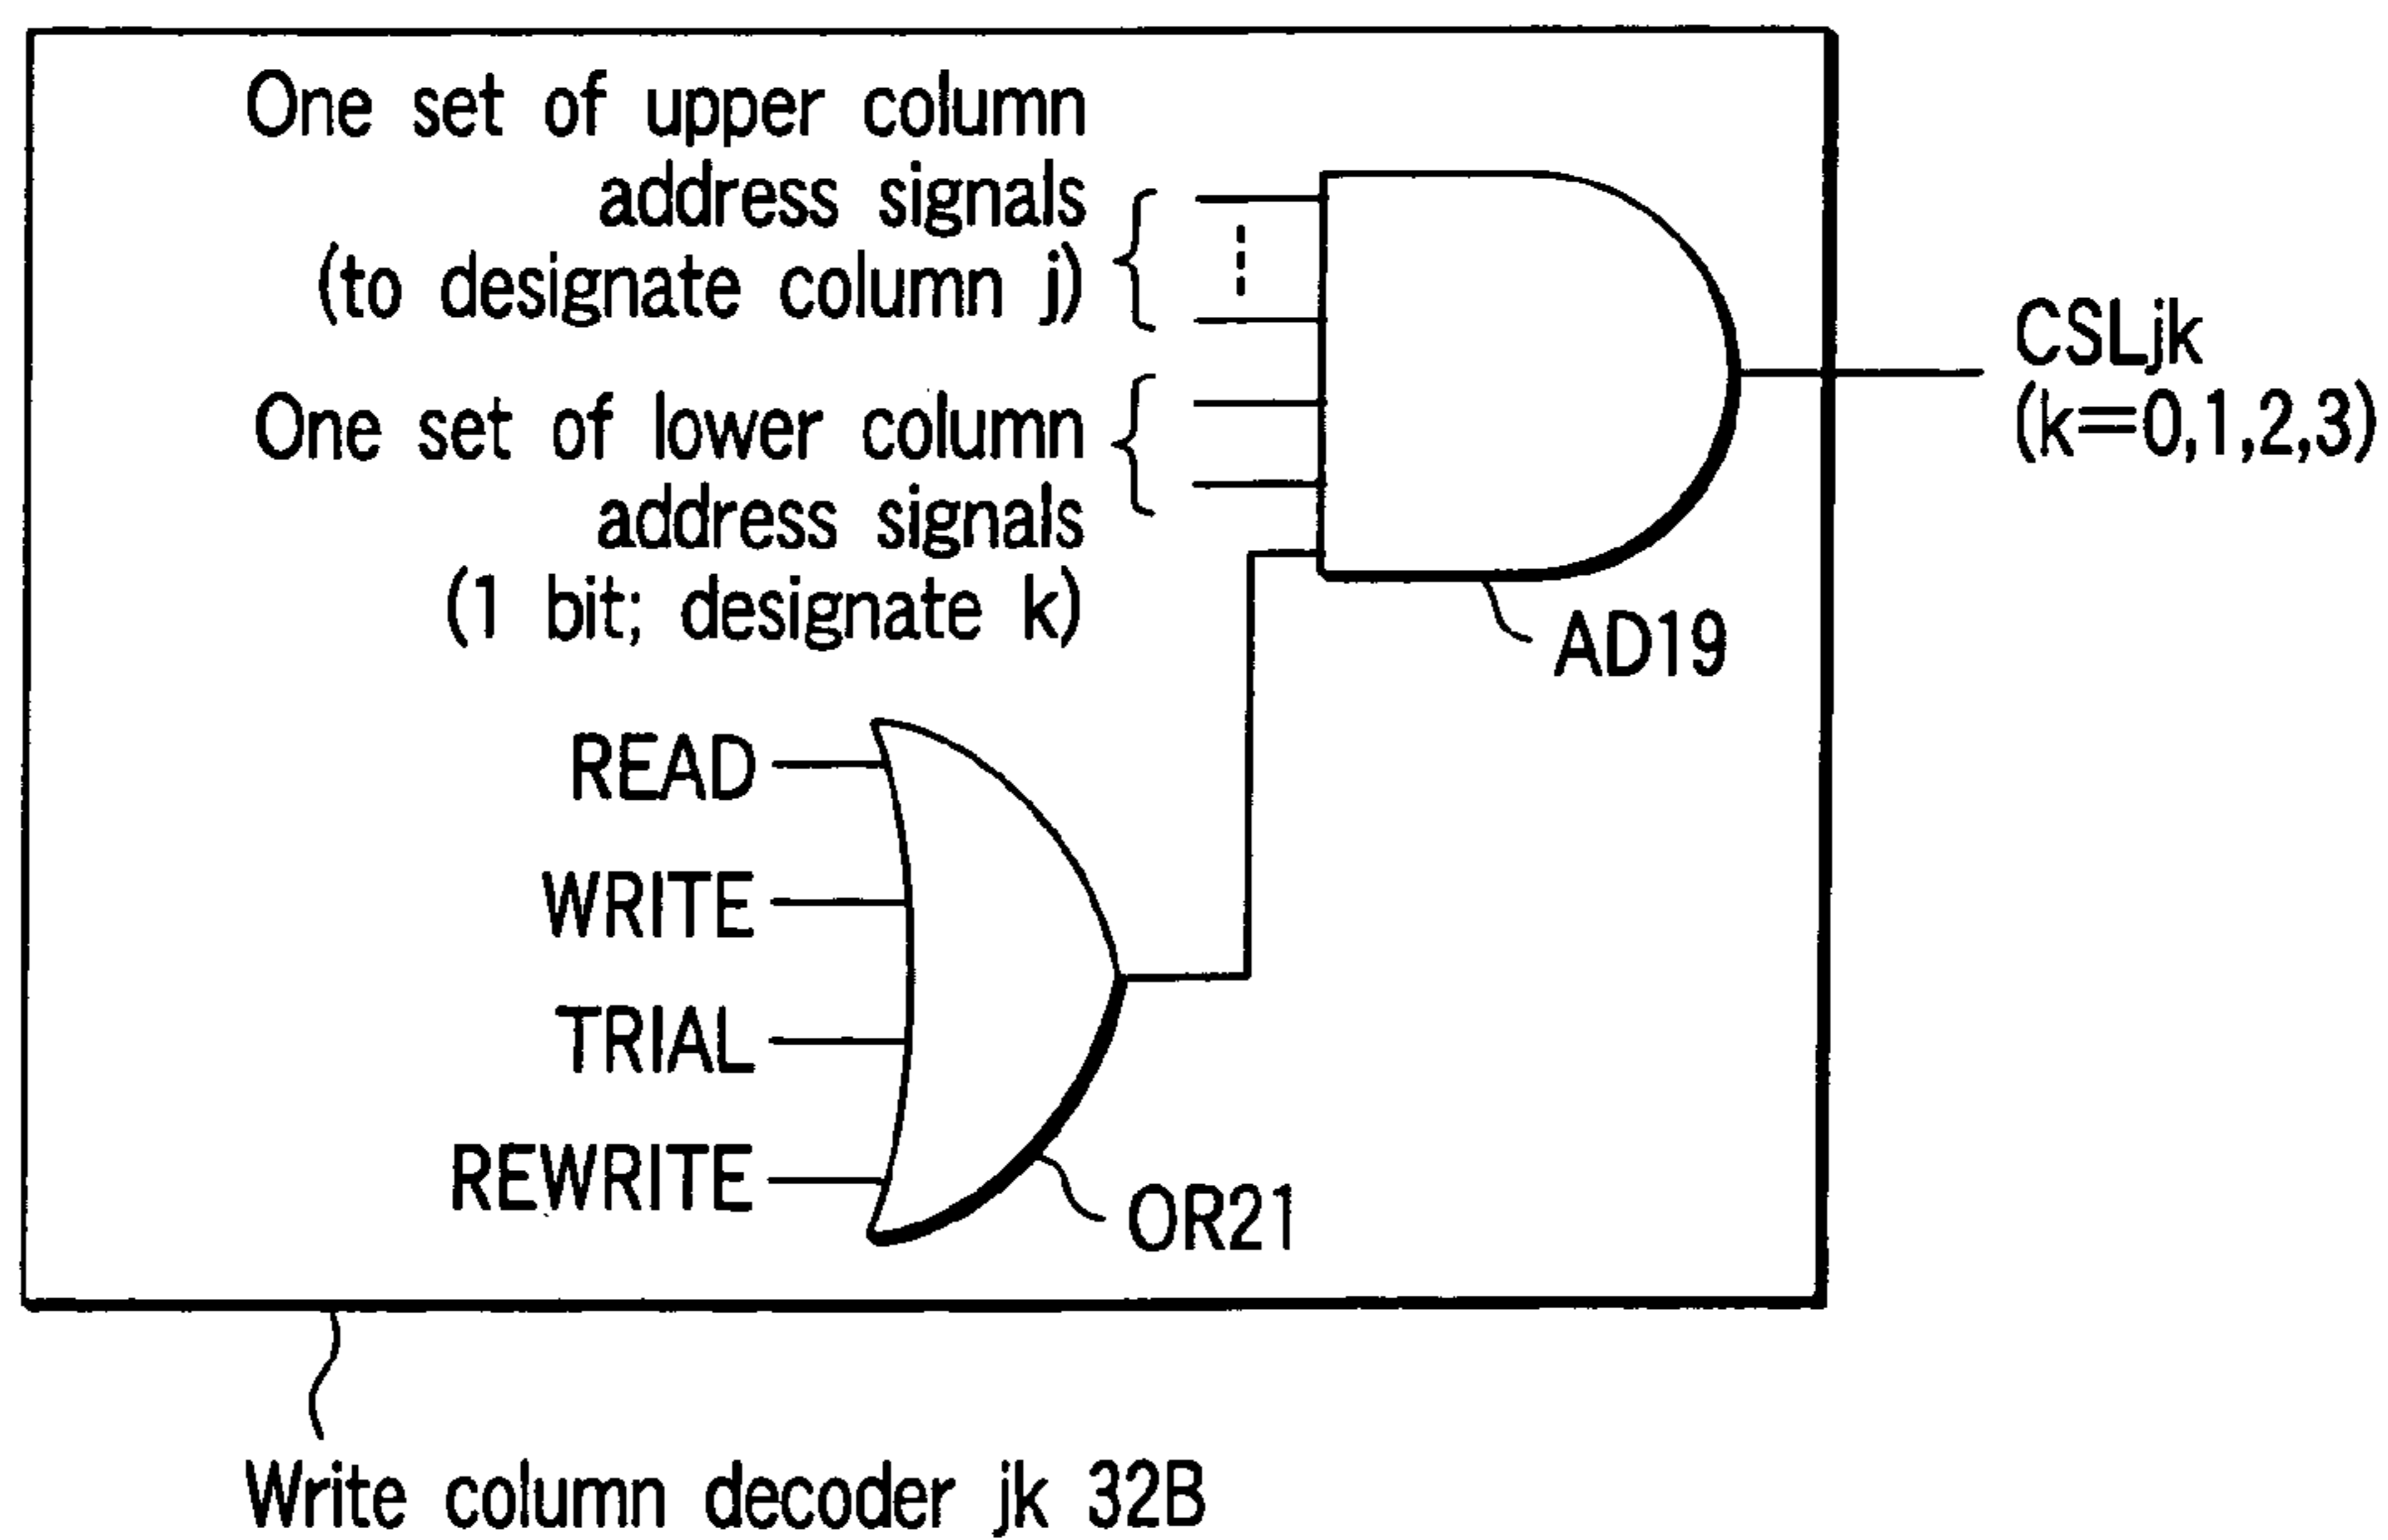 One set of upper column
address signals
(to designate column j)
One set of lower column
address signals
(1 bit; designate k)
CSLjk
(k=0,1,2,3)
AD19
READ
WRITE
TRIAL
REWRITE
OR21
Write column decoder jk 32B